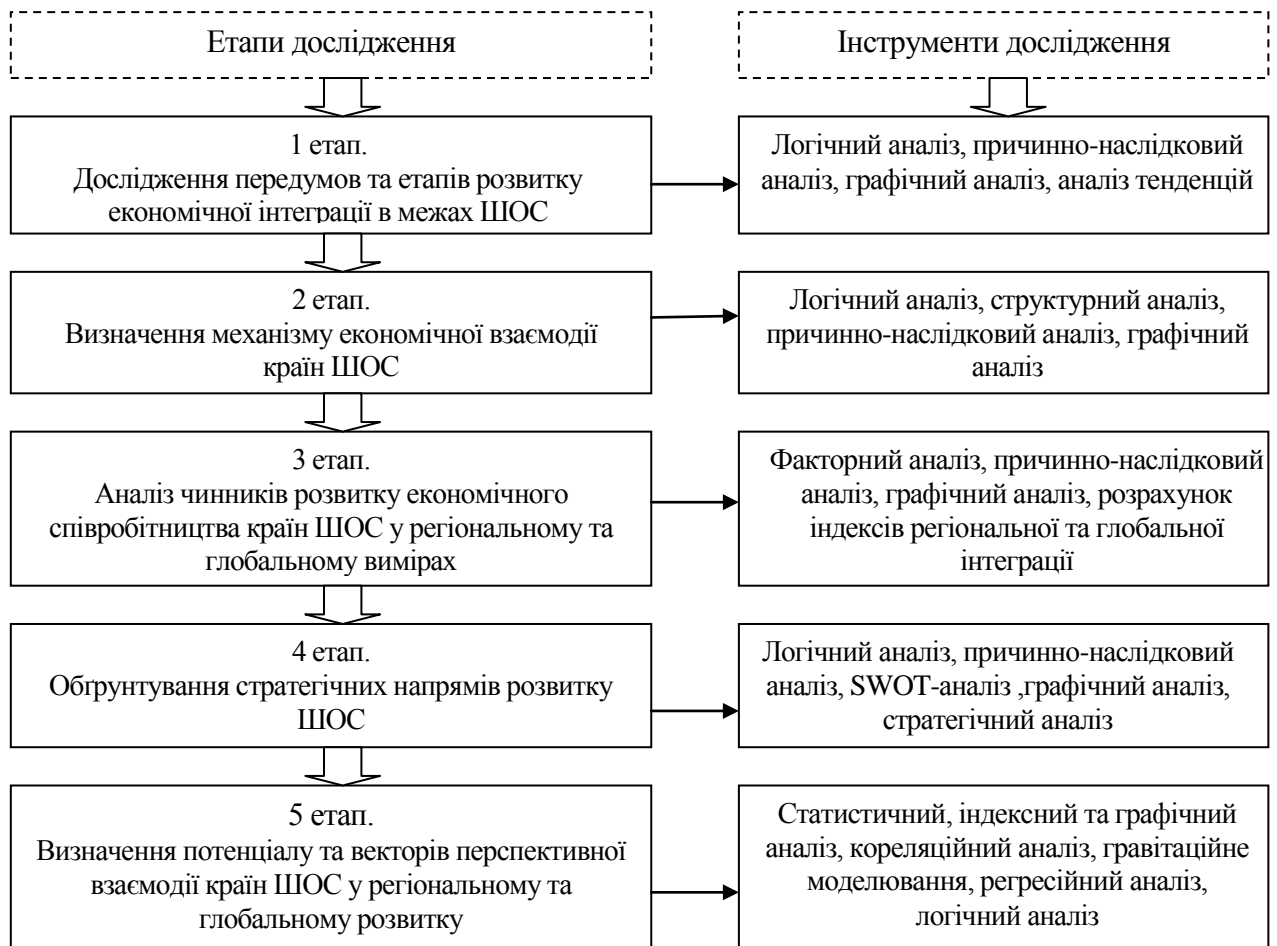 Етапи дослідження
Інструменти дослідження
1 етап.
Дослідження передумов та етапів розвитку
економічної інтеграції в межах ШОС
Логічний аналіз, причинно-наслідковий
аналіз, графічний аналіз, аналіз тенденцій
2 етап.
Визначення механізму економічної взаємодії
країн ШОС
Логічний аналіз, структурний аналіз,
причинно-наслідковий аналіз, графічний
аналіз
3 етап.
Аналіз чинників розвитку економічного
співробітництва країн ШОС у регіональному та
глобальному вимірах
Факторний аналіз, причинно-наслідковий
аналіз, графічний аналіз, розрахунок
індексів регіональної та глобальної
інтеграції
4 етап.
Обґрунтування стратегічних напрямів розвитку
ШОС
Логічний аналіз, причинно-наслідковий
аналіз, SWOT-аналіз ,графічний аналіз,
стратегічний аналіз
5 етап.
Визначення потенціалу та векторів перспективної
взаємодії країн ШОС у регіональному та
глобальному розвитку
Статистичний, індексний та графічний
аналіз, кореляційний аналіз, гравітаційне
моделювання, регресійний аналіз,
логічний аналіз